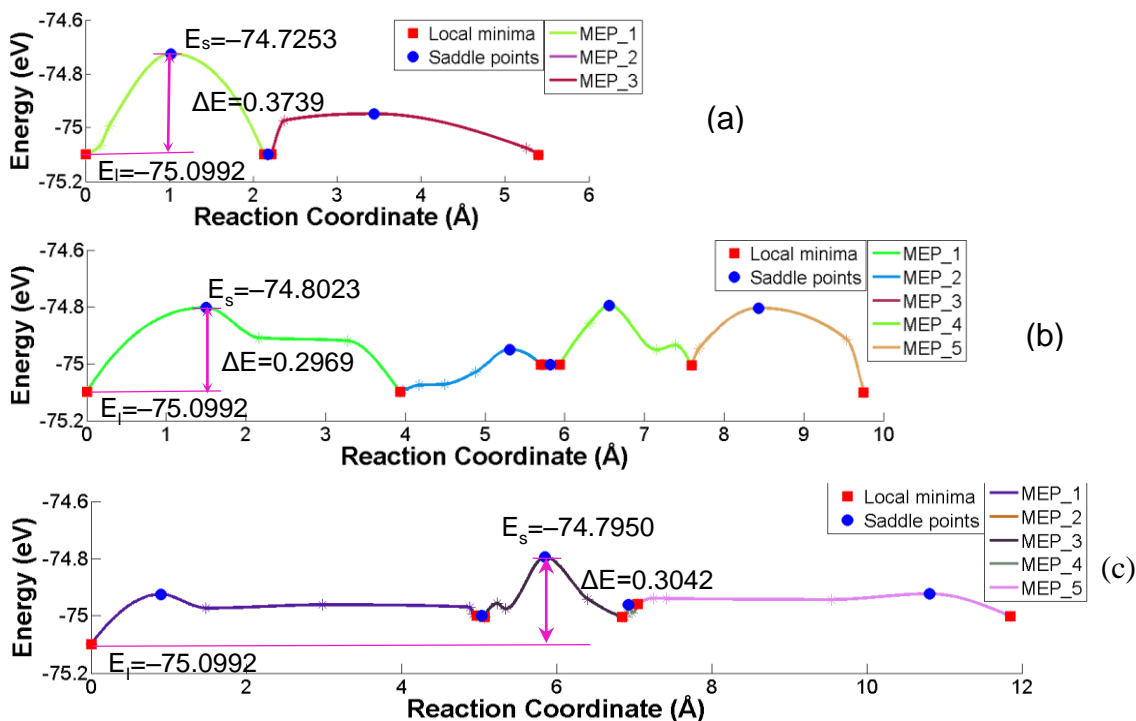 -74.6
-74.8
-75
-75.2
Energy (eV)
Es=–74.7253
ΔE=0.3739
El=–75.0992
Local minima
Saddle points
MEP_1
MEP_2
MEP_3
(a)
0 1 2 3 4 5 6
Reaction Coordinate (Å)
-74.6
-74.8
-75
-75.2
Energy (eV)
Es=–74.8023
ΔE=0.2969
El=–75.0992
Local minima
Saddle points
MEP_1
MEP_2
MEP_3
MEP_4
MEP_5
(b)
0 1 2 3 4 5 6 7 8 9 10
Reaction Coordinate (Å)
-74.6
-74.8
-75
-75.2
Energy (eV)
Es=–74.7950
ΔE=0.3042
El=–75.0992
Local minima
Saddle points
MEP_1
MEP_2
MEP_3
MEP_4
MEP_5
(c)
0 2 4 6 8 10 12
Reaction Coordinate (Å)